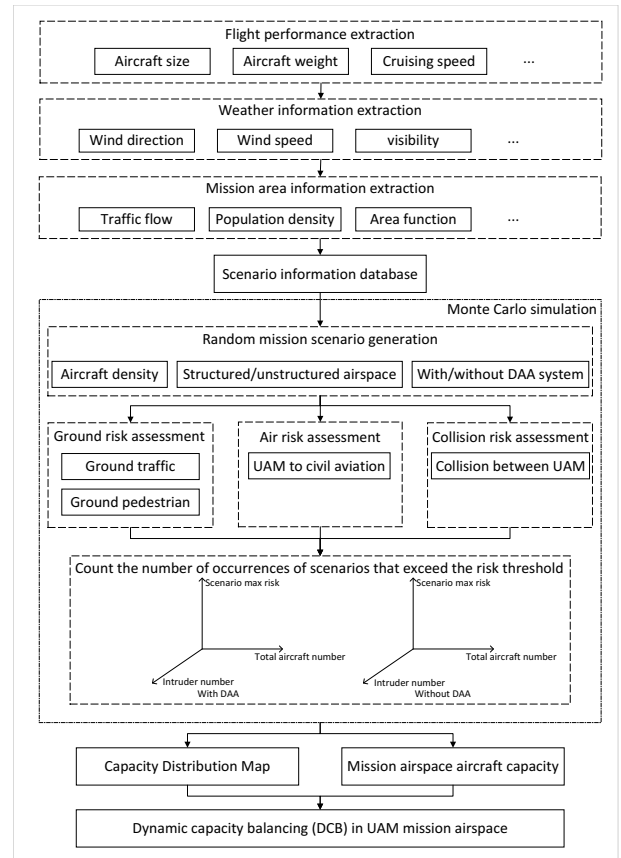 Flight performance extraction
Aircraft size
Aircraft weight
Cruising speed
...
Weather information extraction
Wind direction
Wind speed
visibility
...
Mission area information extraction
Traffic flow
Population density
Area function
...
Scenario information database
Monte Carlo simulation
Random mission scenario generation
Aircraft density
Structured/unstructured airspace
With/without DAA system
Ground risk assessment
Ground traffic
Ground pedestrian
Air risk assessment
UAM to civil aviation
Collision risk assessment
Collision between UAM
Count the number of occurrences of scenarios that exceed the risk threshold
Scenario max risk
Total aircraft number
Intruder number
With DAA
Scenario max risk
Total aircraft number
Intruder number
Without DAA
Capacity Distribution Map
Mission airspace aircraft capacity
Dynamic capacity balancing (DCB) in UAM mission airspace